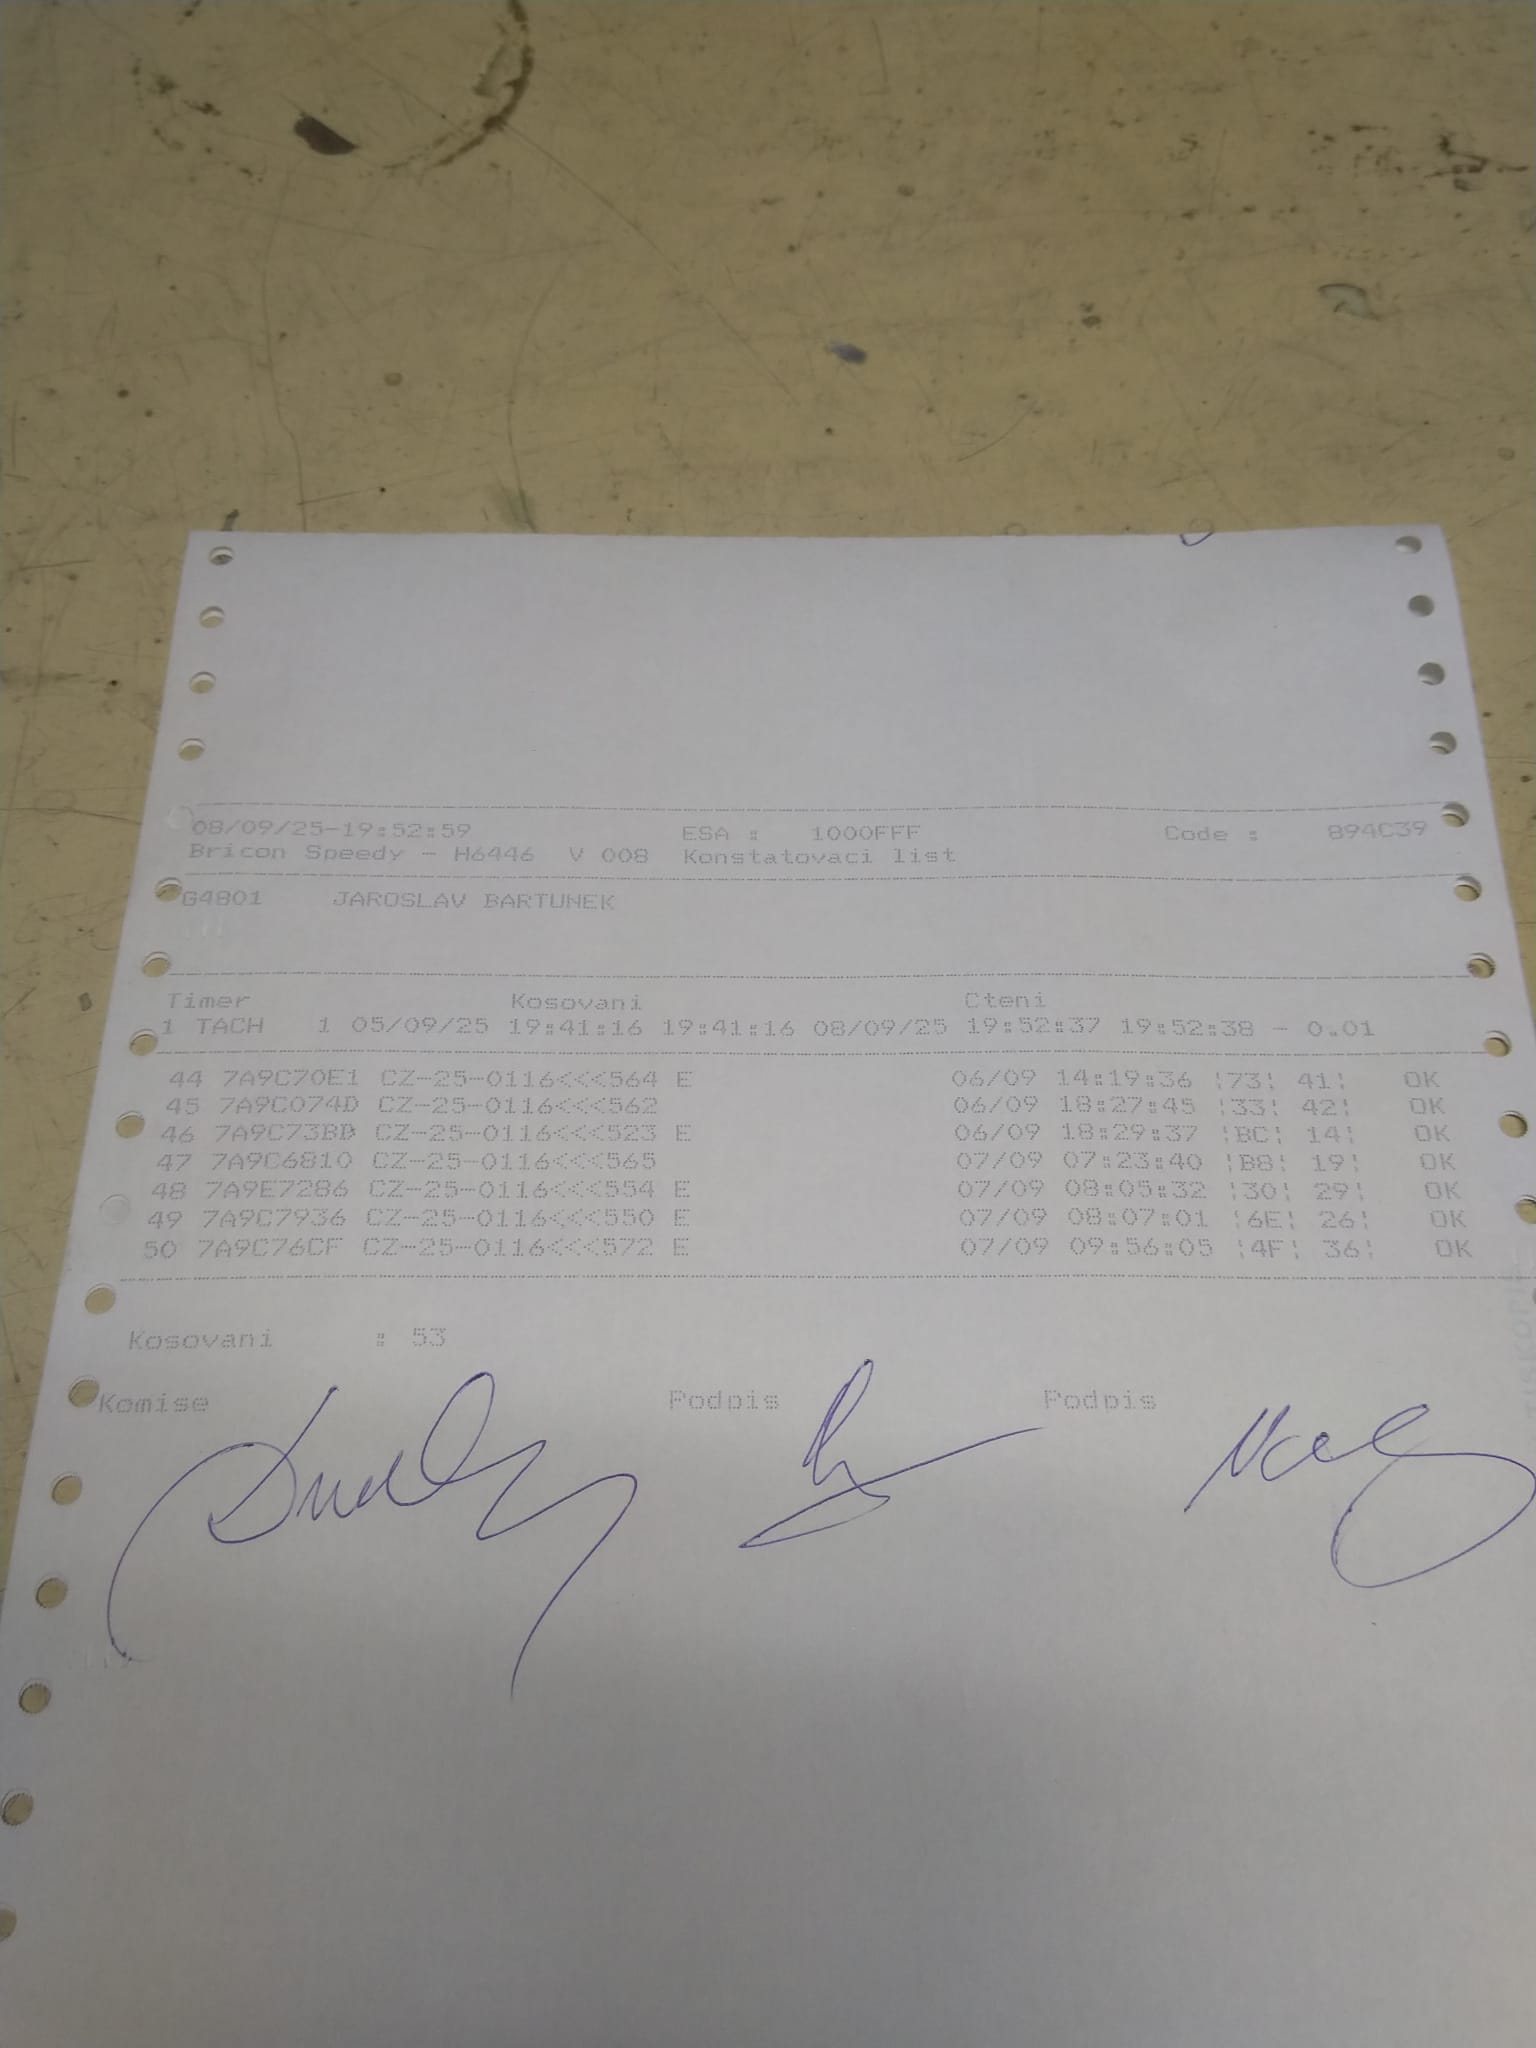 08/09/25-19:52:59 ESA : 1000FFF Code : 894C39
Bricon Speedy - H6446 V 008 Konstatovaci list
G4801 JAROSLAV BARTUNEK
Timer Kosovani Cteni
1 TACH 1 05/09/25 19:41:16 19:41:16 08/09/25 19:52:37 19:52:38 - 0.01
44 7A9C70E1 CZ-25-0116<<<564 E 06/09 14:19:36 ¦73¦ 41¦ OK
45 7A9C074D CZ-25-0116<<<562 06/09 18:27:45 ¦33¦ 42¦ OK
46 7A9C73BD CZ-25-0116<<<523 E 06/09 18:29:37 ¦BC¦ 14¦ OK
47 7A9C6810 CZ-25-0116<<<565 07/09 07:23:40 ¦B8¦ 19¦ OK
48 7A9E7286 CZ-25-0116<<<554 E 07/09 08:05:32 ¦30¦ 29¦ OK
49 7A9C7936 CZ-25-0116<<<550 E 07/09 08:07:01 ¦6E¦ 26¦ OK
50 7A9C76CF CZ-25-0116<<<572 E 07/09 09:56:05 ¦4F¦ 36¦ OK
Kosovani : 53
Komise Podpis Podpis